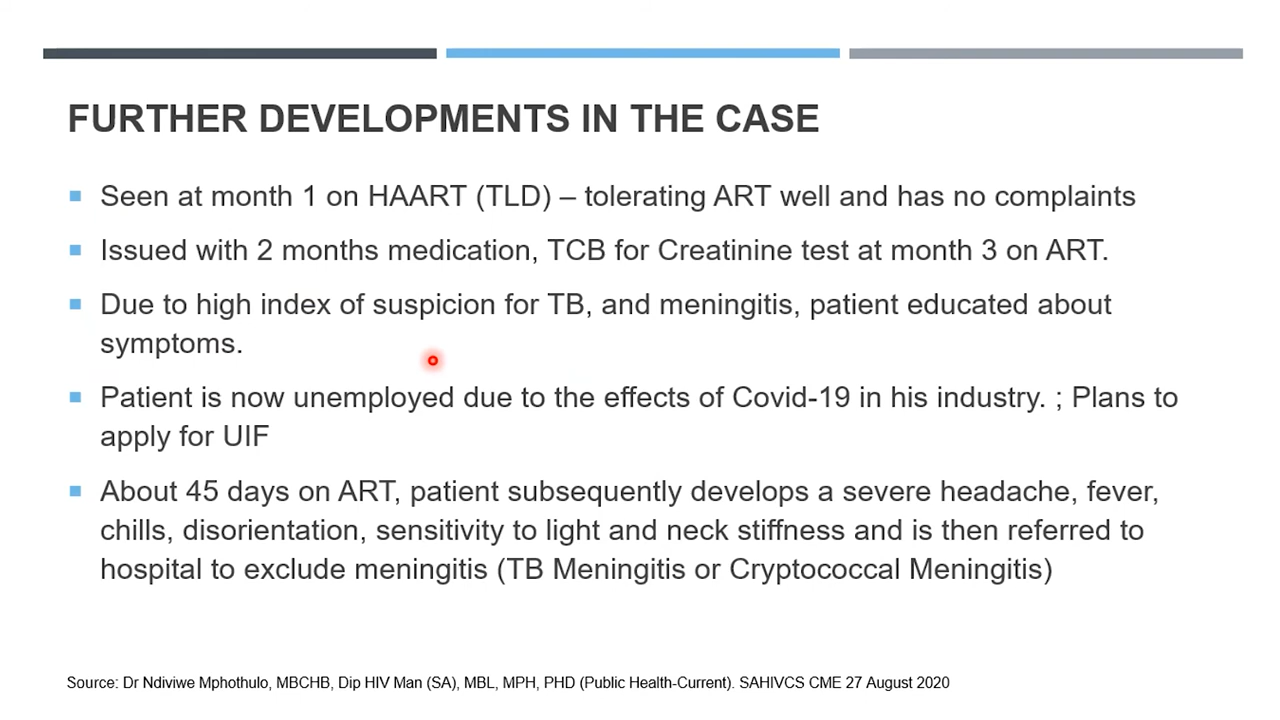 FURTHER DEVELOPMENTS IN THE CASE
Seen at month 1 on HAART (TLD) – tolerating ART well and has no complaints
Issued with 2 months medication, TCB for Creatinine test at month 3 on ART.
Due to high index of suspicion for TB, and meningitis, patient educated about
symptoms.
Patient is now unemployed due to the effects of Covid-19 in his industry. ; Plans to
apply for UIF
About 45 days on ART, patient subsequently develops a severe headache, fever,
chills, disorientation, sensitivity to light and neck stiffness and is then referred to
hospital to exclude meningitis (TB Meningitis or Cryptococcal Meningitis)
Source: Dr Ndiviwe Mphothulo, MBCHB, Dip HIV Man (SA), MBL, MPH, PHD (Public Health-Current). SAHIVCS CME 27 August 2020